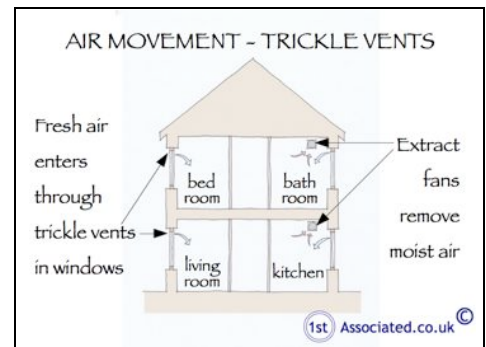 AIR MOVEMENT - TRICKLE VENTS
Fresh air
enters
through
trickle vents
in windows
bed
room
bath
room
living
room
kitchen
Extract
fans
remove
moist air
1st Associated.co.uk ©